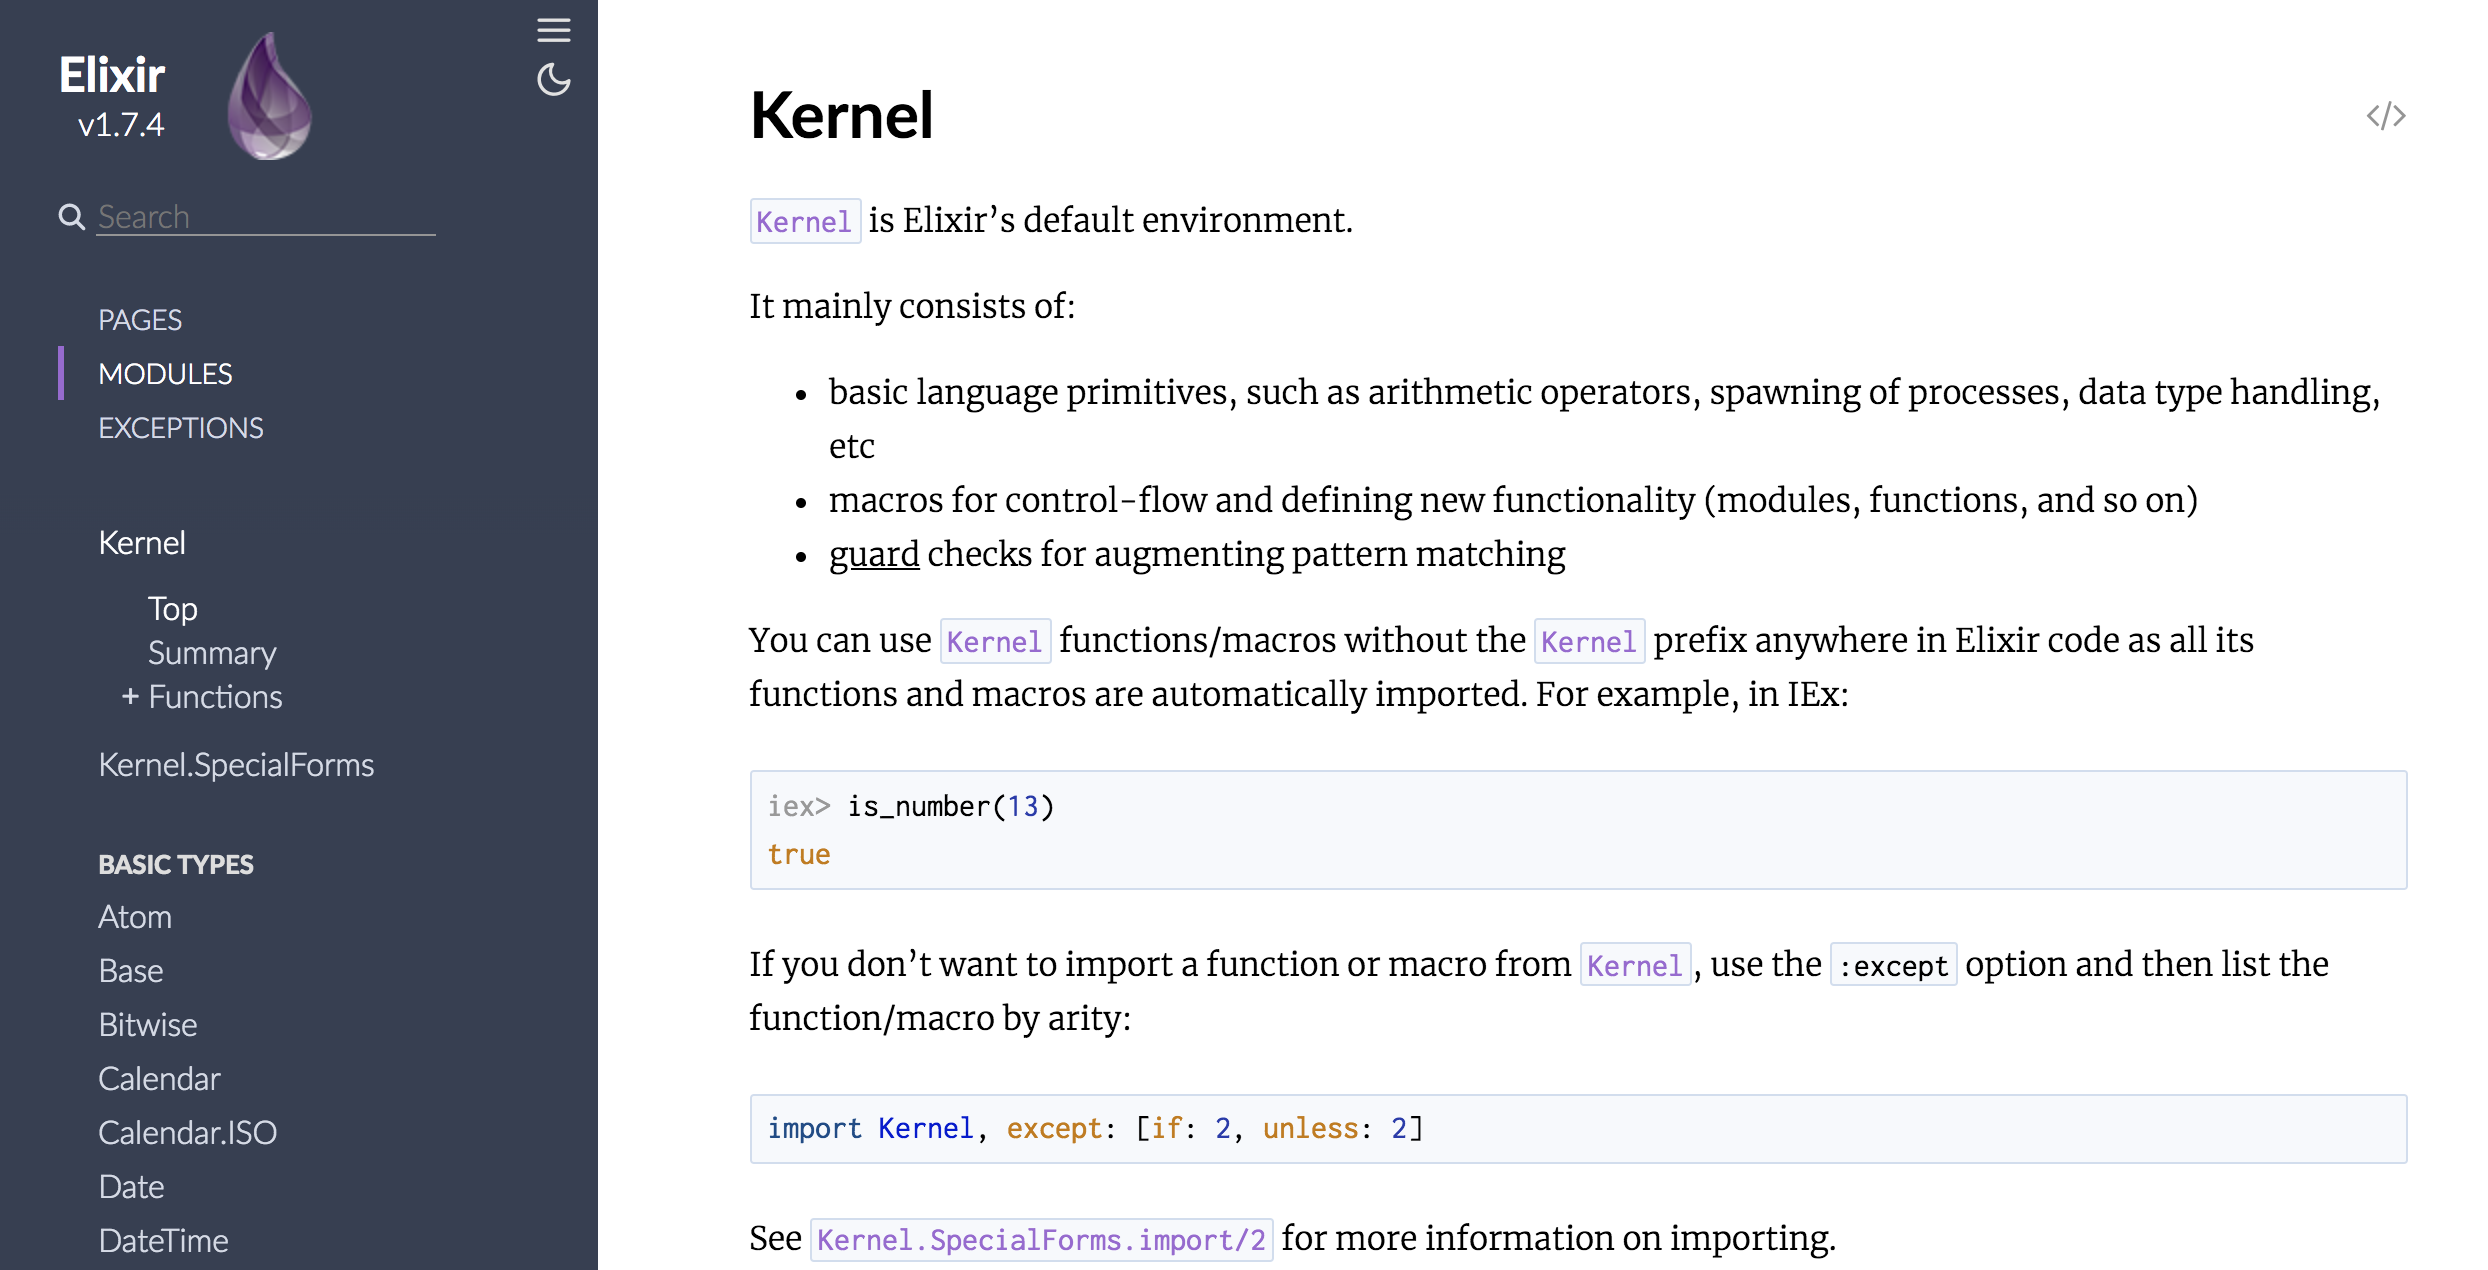 Elixir
v1.7.4
Search
PAGES
MODULES
EXCEPTIONS
Kernel
Top
Summary
+ Functions
Kernel.SpecialForms
BASIC TYPES
Atom
Base
Bitwise
Calendar
Calendar.ISO
Date
DateTime
Kernel
</>
Kernel is Elixir’s default environment.
It mainly consists of:
• basic language primitives, such as arithmetic operators, spawning of processes, data type handling,
etc
• macros for control-flow and defining new functionality (modules, functions, and so on)
• guard checks for augmenting pattern matching
You can use Kernel functions/macros without the Kernel prefix anywhere in Elixir code as all its
functions and macros are automatically imported. For example, in IEx:
iex> is_number(13)
true
If you don’t want to import a function or macro from Kernel, use the :except option and then list the
function/macro by arity:
import Kernel, except: [if: 2, unless: 2]
See Kernel.SpecialForms.import/2 for more information on importing.